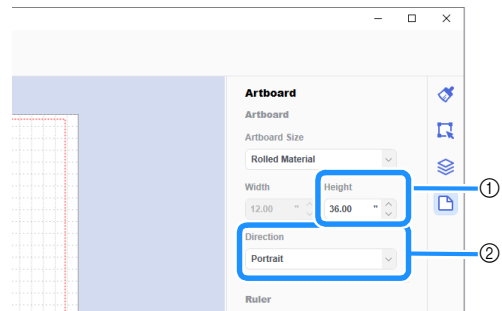 Artboard
Artboard
Artboard Size
Rolled Material
Width Height
12.00 " 36.00 "
①
Direction
Portrait
②
Ruler